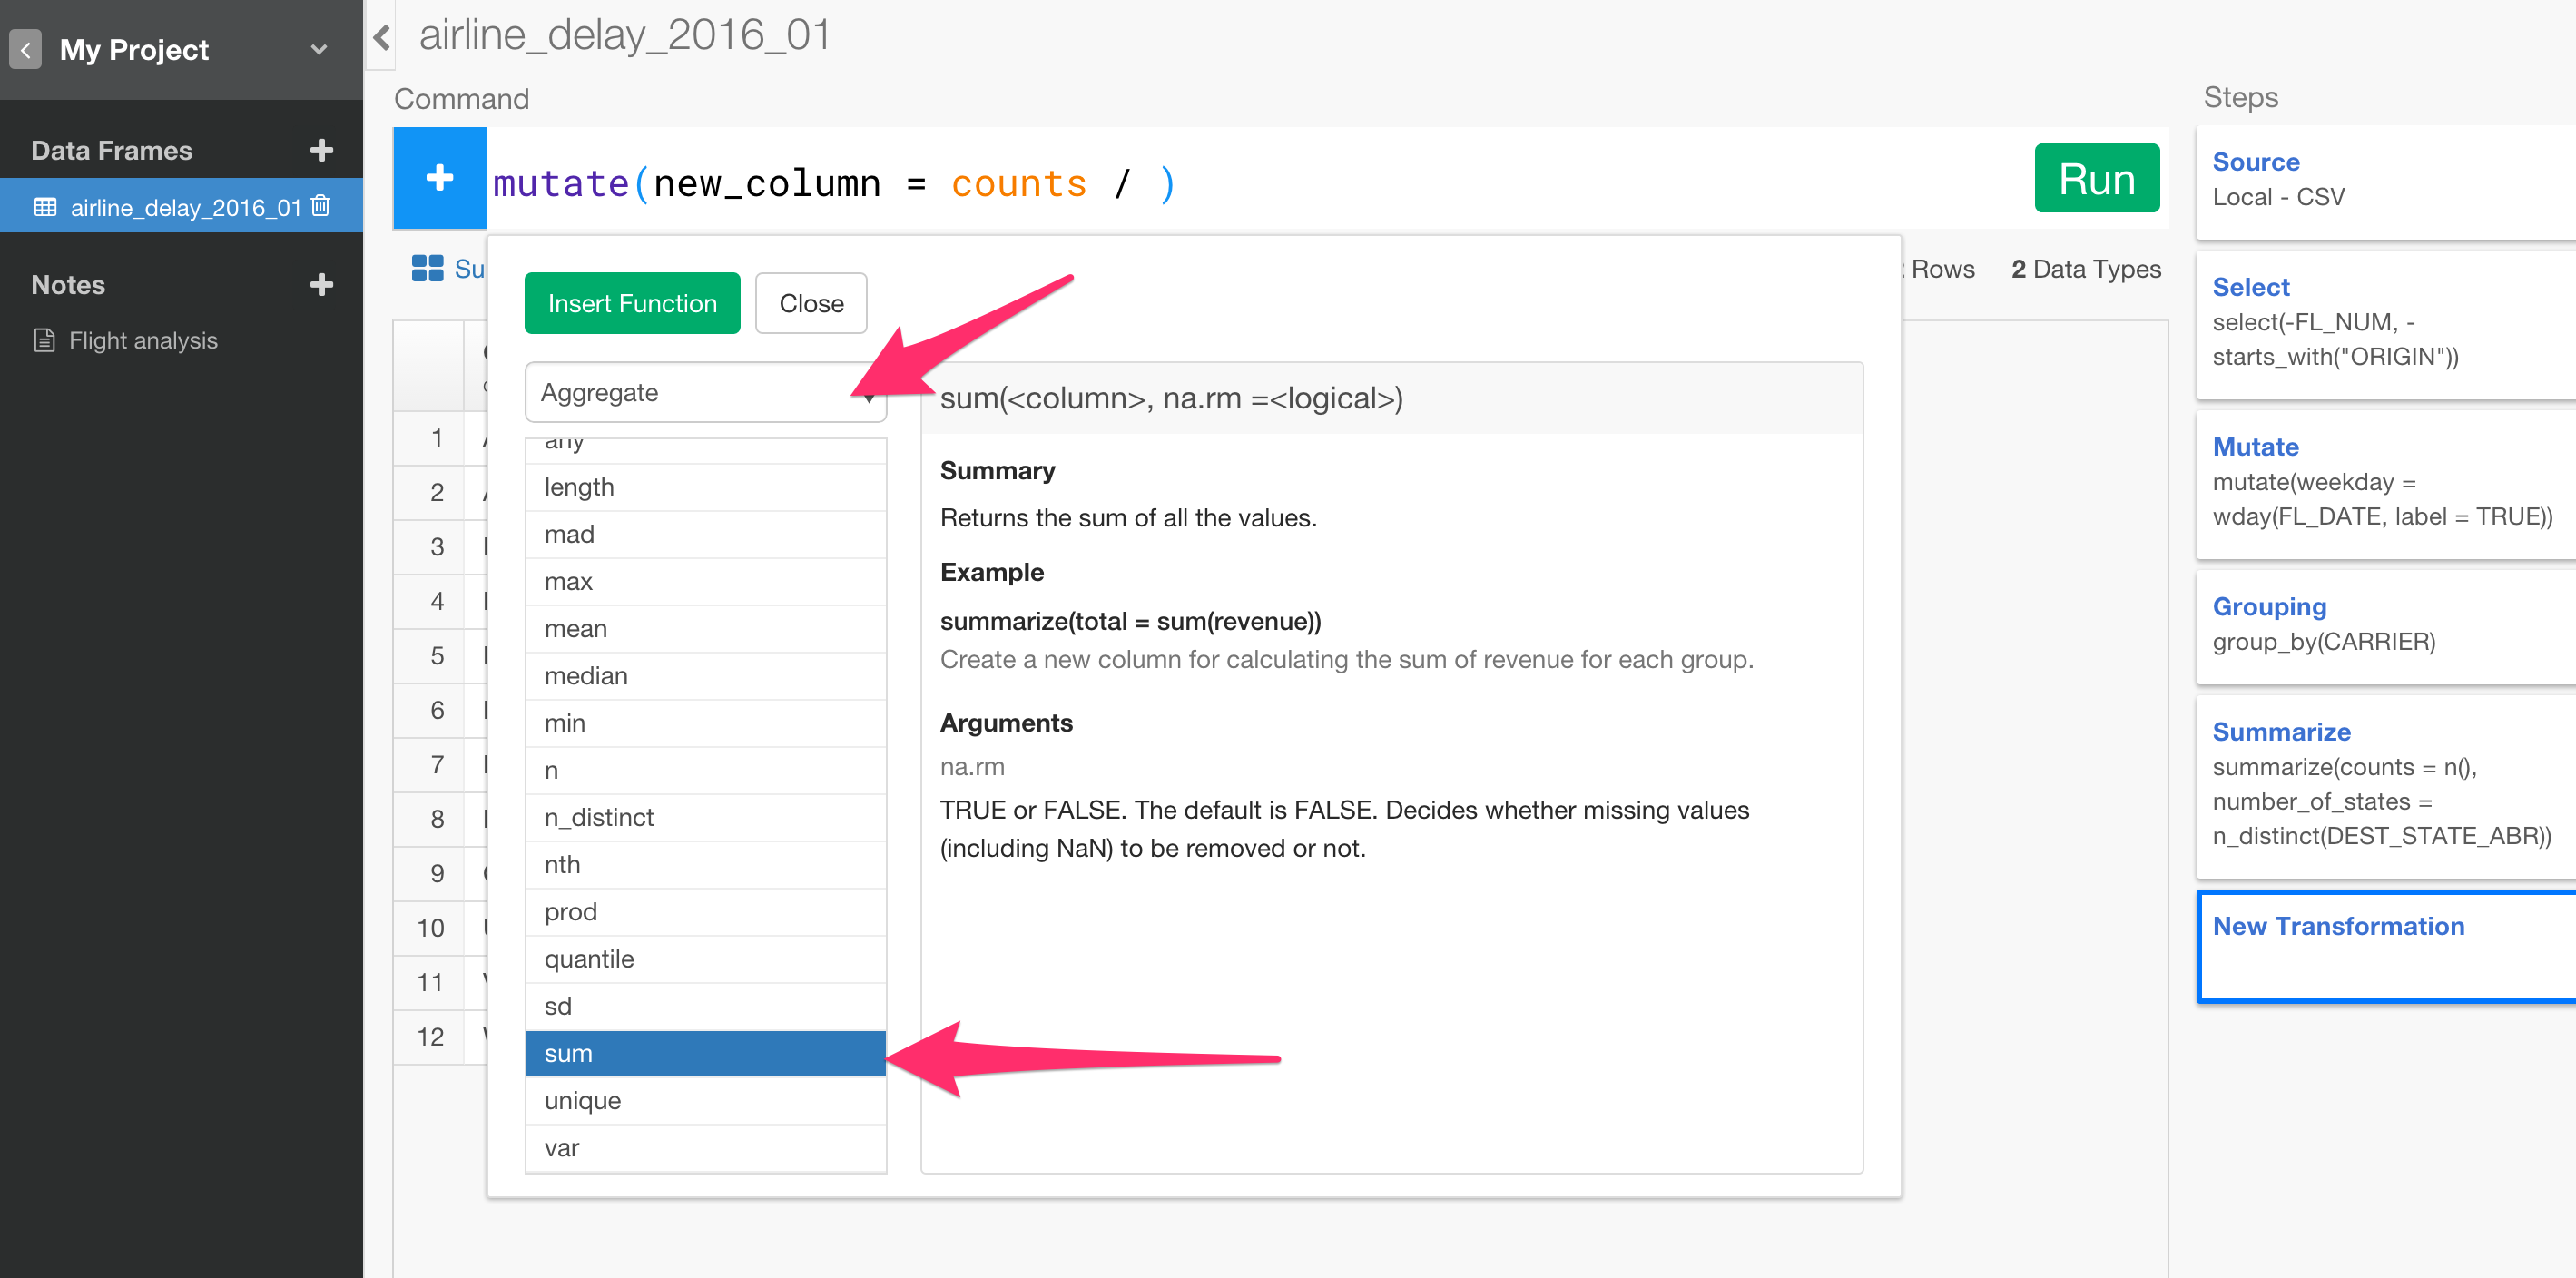 My Project
Data Frames
airline_delay_2016_01
Notes
Flight analysis
airline_delay_2016_01
Command
mutate(new_column = counts / )
Run
Rows
2 Data Types
Insert Function
Close
Aggregate
any
length
mad
max
mean
median
min
n
n_distinct
nth
prod
quantile
sd
sum
unique
var
sum(<column>, na.rm =<logical>)
Summary
Returns the sum of all the values.
Example
summarize(total = sum(revenue))
Create a new column for calculating the sum of revenue for each group.
Arguments
na.rm
TRUE or FALSE. The default is FALSE. Decides whether missing values
(including NaN) to be removed or not.
1
2
3
4
5
6
7
8
9
10
11
12
Steps
Source
Local - CSV
Select
select(-FL_NUM, -
starts_with("ORIGIN"))
Mutate
mutate(weekday =
wday(FL_DATE, label = TRUE))
Grouping
group_by(CARRIER)
Summarize
summarize(counts = n(),
number_of_states =
n_distinct(DEST_STATE_ABR))
New Transformation